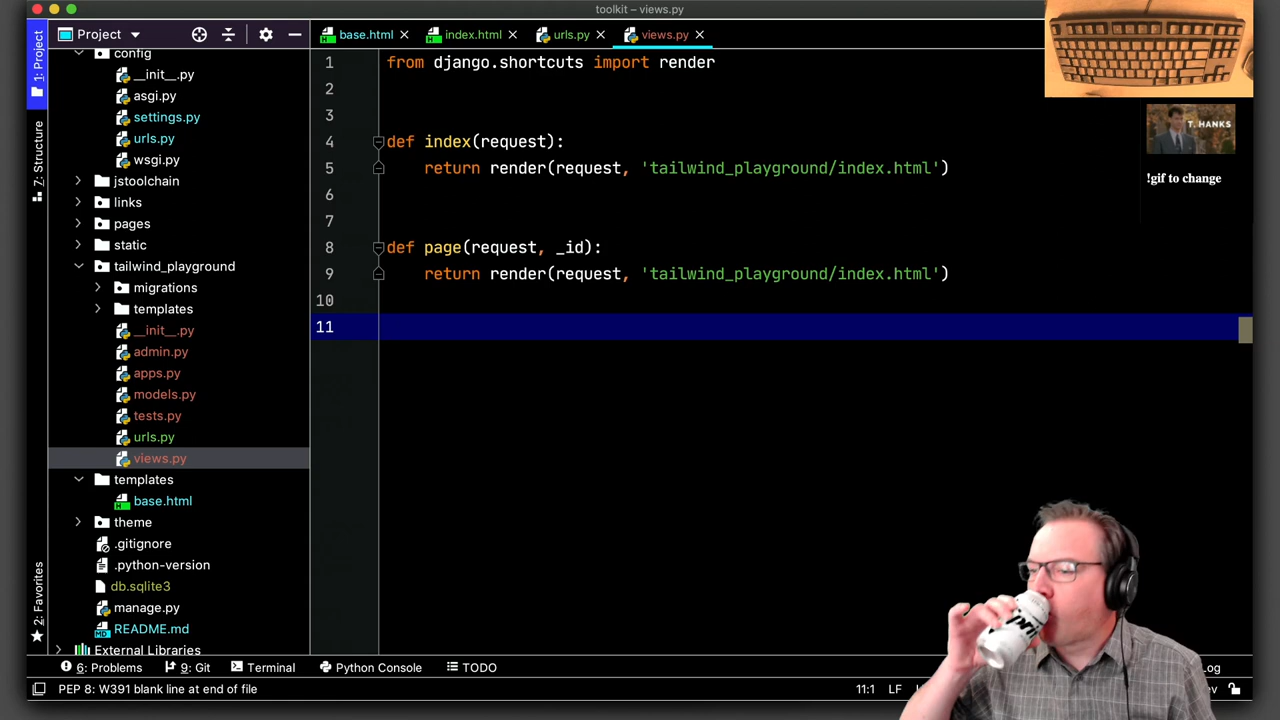 toolkit – views.py
1: Project
Project
base.html
index.html
urls.py
views.py
config
__init__.py
asgi.py
settings.py
urls.py
wsgi.py
jstoolchain
links
pages
static
tailwind_playground
migrations
templates
__init__.py
admin.py
apps.py
models.py
tests.py
urls.py
views.py
templates
base.html
theme
.gitignore
.python-version
db.sqlite3
manage.py
README.md
External Libraries
7: Structure
2: Favorites
1 from django.shortcuts import render
2
3
4 def index(request):
5 return render(request, 'tailwind_playground/index.html')
6
7
8 def page(request, _id):
9 return render(request, 'tailwind_playground/index.html')
10
11
T. HANKS
!gif to change
6: Problems
9: Git
Terminal
Python Console
TODO
PEP 8: W391 blank line at end of file
11:1
LF